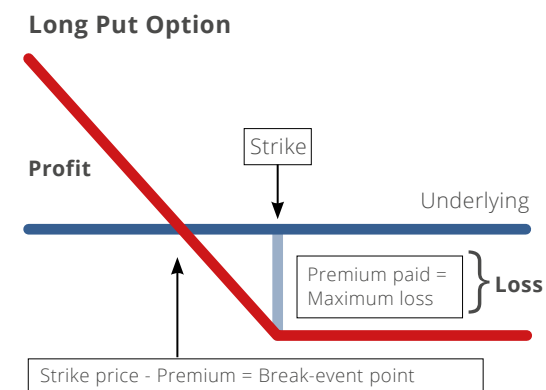 Long Put Option
Strike
Profit
Underlying
Premium paid =
Maximum loss
Loss
Strike price - Premium = Break-event point